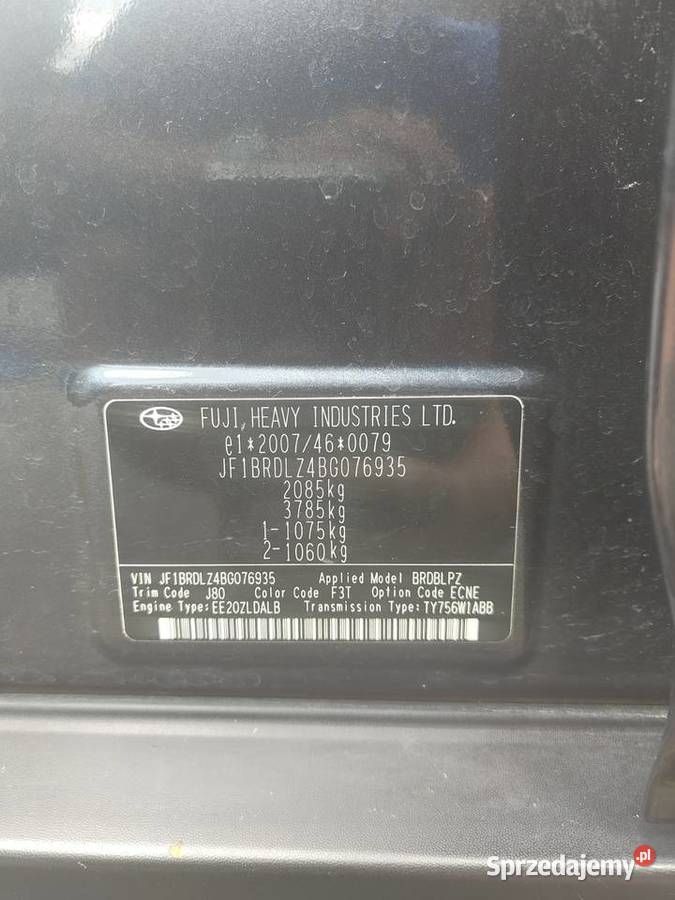 FUJI HEAVY INDUSTRIES LTD.
e1*2007/46*0079
JF1BRDLZ4BG076935
2085kg
3785kg
1-1075kg
2-1060kg
VIN JF1BRDLZ4BG076935 Applied Model BRDBLPZ
Trim Code J80 Color Code F3T Option Code ECNE
Engine Type:EE20ZLDALB Transmission Type:TY756W1ABB
Sprzedajemy.pl